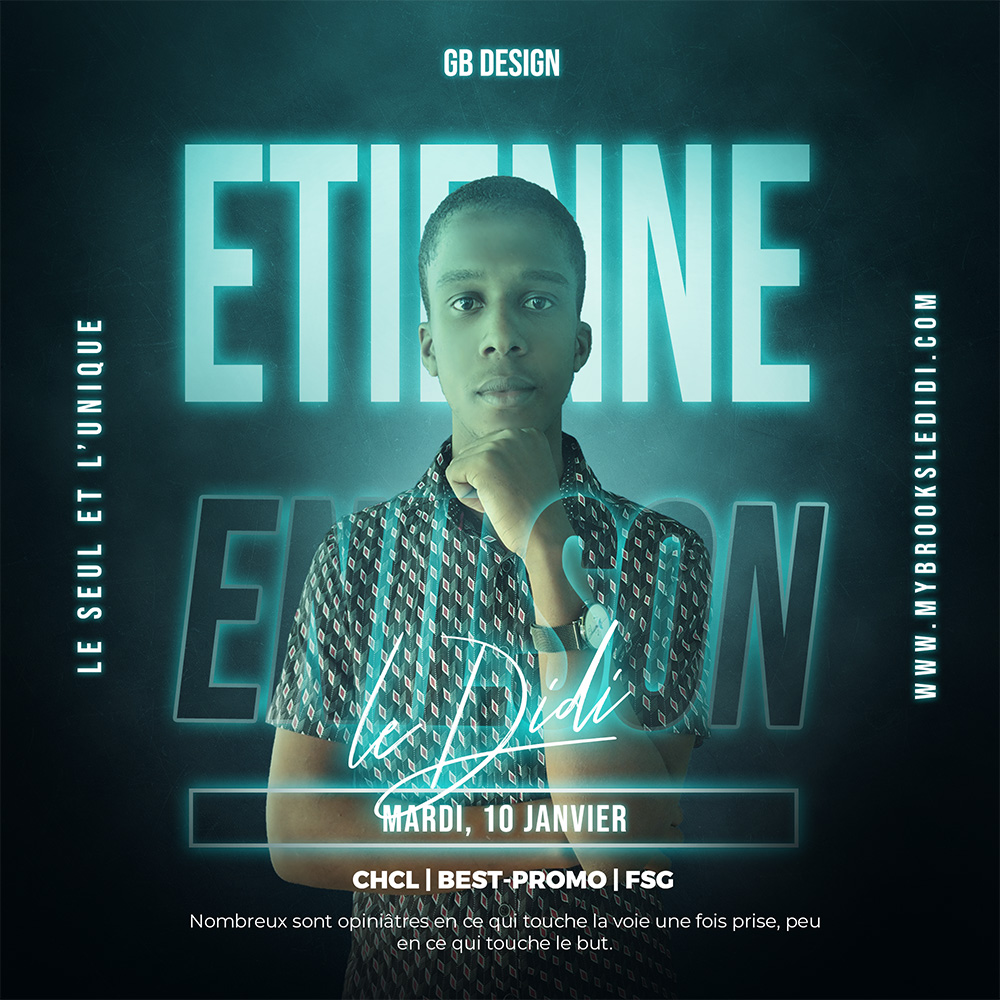 GB DESIGN
ETIENNE
LE SEUL ET L'UNIQUE
WWW.MYBROOKSLEDIDI.COM
le Didi
MARDI, 10 JANVIER
CHCL | BEST-PROMO | FSG
Nombreux sont opiniâtres en ce qui touche la voie une fois prise, peu
en ce qui touche le but.